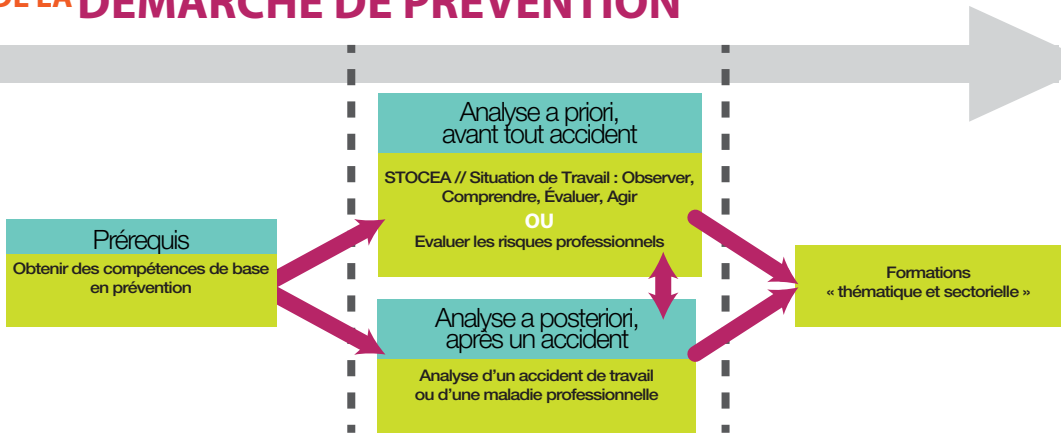 DE LA DÉMARCHE DE PRÉVENTION
Analyse a priori,
avant tout accident
STOCEA // Situation de Travail : Observer,
Comprendre, Évaluer, Agir
OU
Evaluer les risques professionnels
Prérequis
Obtenir des compétences de base
en prévention
Analyse a posteriori,
après un accident
Analyse d'un accident de travail
ou d'une maladie professionnelle
Formations
« thématique et sectorielle »